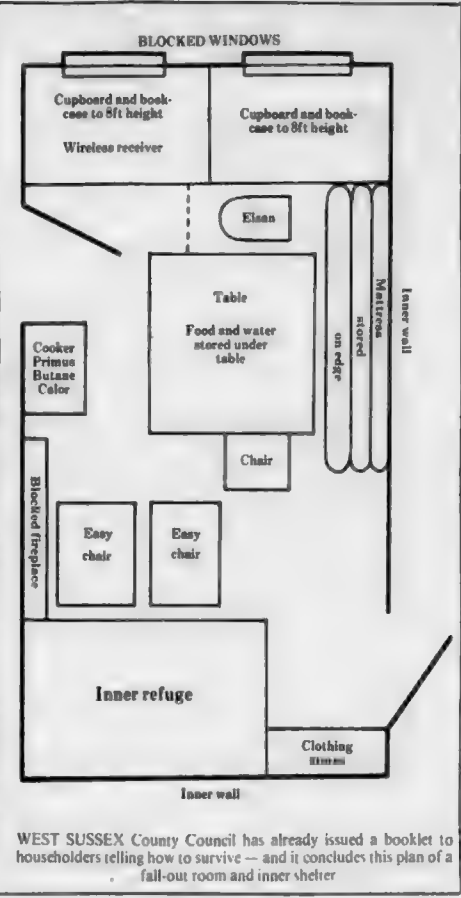 BLOCKED WINDOWS
Cupboard and book-
case to 8ft height
Wireless receiver
Cupboard and book-
case to 8ft height
Elsan
Table
Food and water
stored under
table
Mattress
stored
on edge
Inner wall
Cooker
Primus
Butane
Calor
Chair
Blocked fireplace
Easy
chair
Easy
chair
Inner refuge
Clothing
Inner wall
WEST SUSSEX County Council has already issued a booklet to
householders telling how to survive — and it concludes this plan of a
fall-out room and inner shelter